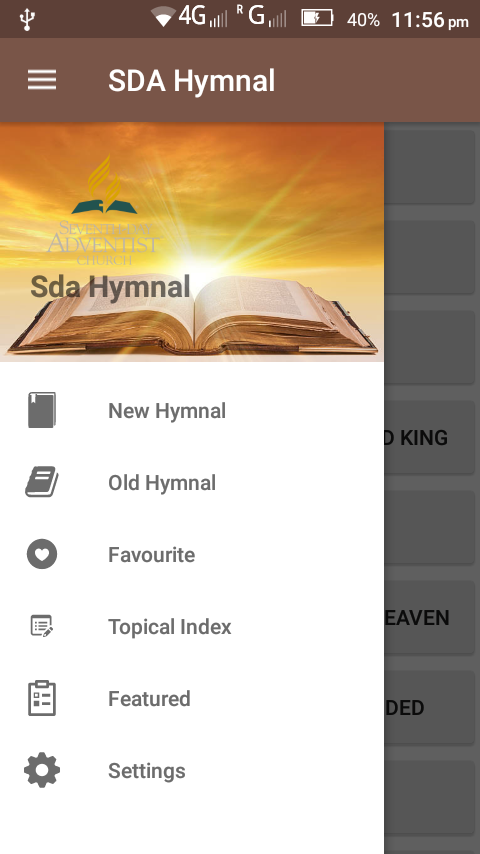 4G R G 40% 11:56 pm
SDA Hymnal
SEVENTH-DAY
ADVENTIST
CHURCH
Sda Hymnal
New Hymnal
D KING
Old Hymnal
Favourite
Topical Index
EAVEN
Featured
DED
Settings